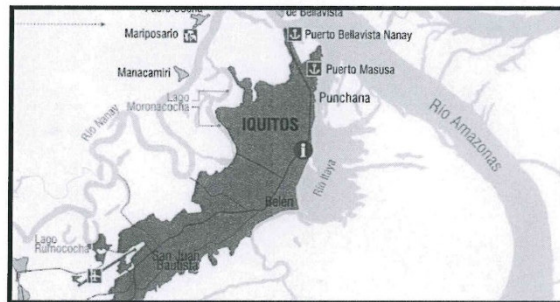 de Bellavista
Mariposario
Puerto Bellavista Nanay
Manacamiri
Puerto Masusa
Lago
Moronacocha
Punchana
Río Nanay
IQUITOS
i
Río Amazonas
Río Itaya
Belén
Lago
Rumococha
San Juan
Bautista